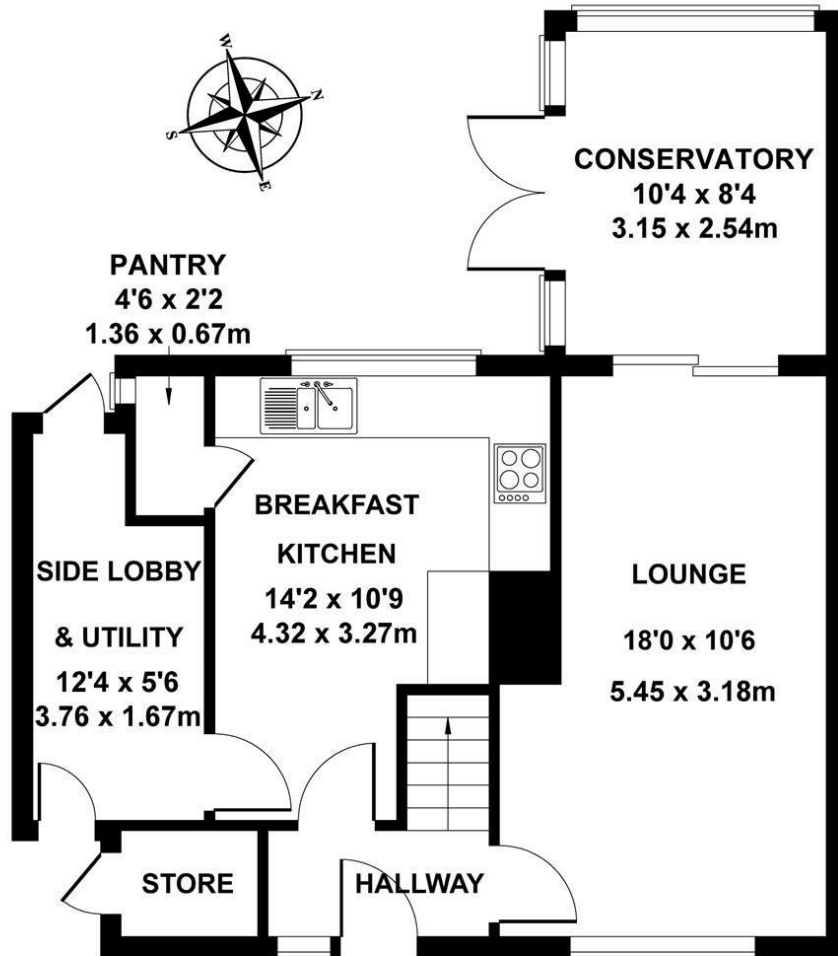 W
N
S
E
CONSERVATORY
10'4 x 8'4
3.15 x 2.54m
PANTRY
4'6 x 2'2
1.36 x 0.67m
BREAKFAST
KITCHEN
14'2 x 10'9
4.32 x 3.27m
SIDE LOBBY
& UTILITY
12'4 x 5'6
3.76 x 1.67m
LOUNGE
18'0 x 10'6
5.45 x 3.18m
STORE
HALLWAY